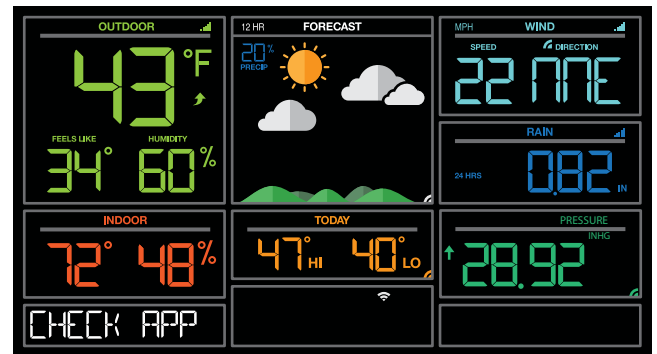 OUTDOOR
43°F
FEELS LIKE HUMIDITY
34° 60%
12 HR FORECAST
20%
PRECIP
MPH WIND
SPEED DIRECTION
22 NNE
RAIN
24 HRS 0.82 IN
INDOOR
72° 48%
TODAY
47° HI 40° LO
PRESSURE
INHG
28.92
CHECK APP